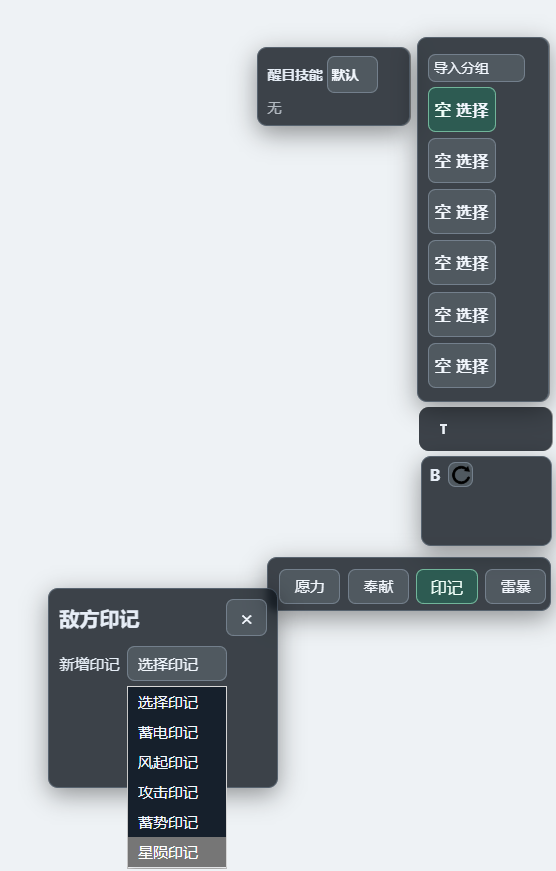 醒目技能 默认
无
导入分组
空 选择
空 选择
空 选择
空 选择
空 选择
空 选择
T
B
愿力 奉献 印记 雷暴
敌方印记 ×
新增印记 选择印记
选择印记
蓄电印记
风起印记
攻击印记
蓄势印记
星陨印记